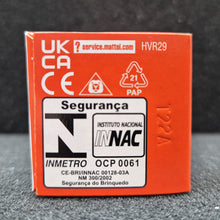 UK
CA
CE
? service.mattel.com
HVR29
21
PAP
Segurança
N
INMETRO
INSTITUTO NACIONAL
INNAC
OCP 0061
CE-BRI/INNAC 00128-03A
NM 300/2002
Segurança do Brinquedo
122A